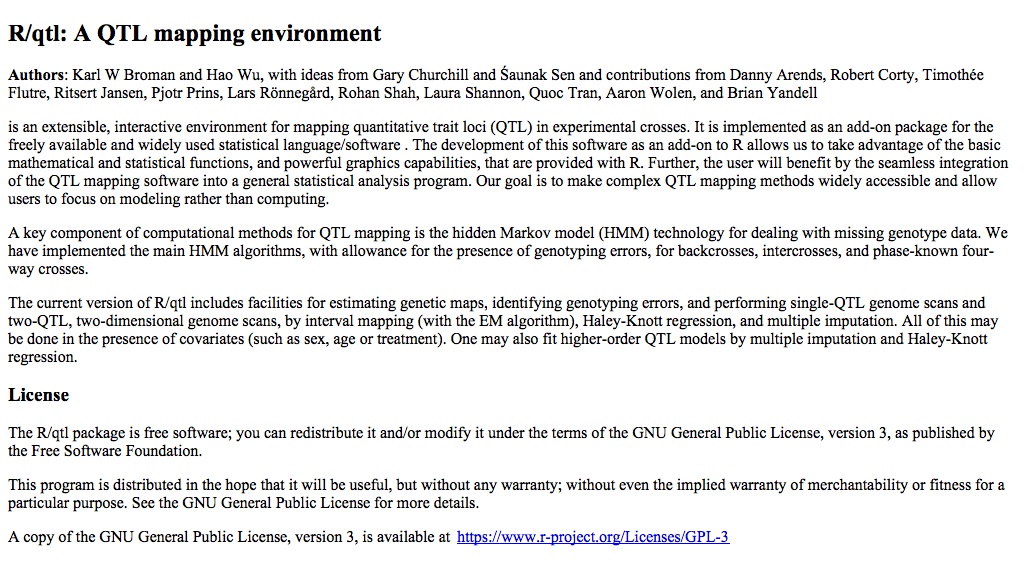 R/qtl: A QTL mapping environment
Authors: Karl W Broman and Hao Wu, with ideas from Gary Churchill and Śaunak Sen and contributions from Danny Arends, Robert Corty, Timothée
Flutre, Ritsert Jansen, Pjotr Prins, Lars Rönnegård, Rohan Shah, Laura Shannon, Quoc Tran, Aaron Wolen, and Brian Yandell
is an extensible, interactive environment for mapping quantitative trait loci (QTL) in experimental crosses. It is implemented as an add-on package for the
freely available and widely used statistical language/software . The development of this software as an add-on to R allows us to take advantage of the basic
mathematical and statistical functions, and powerful graphics capabilities, that are provided with R. Further, the user will benefit by the seamless integration
of the QTL mapping software into a general statistical analysis program. Our goal is to make complex QTL mapping methods widely accessible and allow
users to focus on modeling rather than computing.
A key component of computational methods for QTL mapping is the hidden Markov model (HMM) technology for dealing with missing genotype data. We
have implemented the main HMM algorithms, with allowance for the presence of genotyping errors, for backcrosses, intercrosses, and phase-known four-
way crosses.
The current version of R/qtl includes facilities for estimating genetic maps, identifying genotyping errors, and performing single-QTL genome scans and
two-QTL, two-dimensional genome scans, by interval mapping (with the EM algorithm), Haley-Knott regression, and multiple imputation. All of this may
be done in the presence of covariates (such as sex, age or treatment). One may also fit higher-order QTL models by multiple imputation and Haley-Knott
regression.
License
The R/qtl package is free software; you can redistribute it and/or modify it under the terms of the GNU General Public License, version 3, as published by
the Free Software Foundation.
This program is distributed in the hope that it will be useful, but without any warranty; without even the implied warranty of merchantability or fitness for a
particular purpose. See the GNU General Public License for more details.
A copy of the GNU General Public License, version 3, is available at https://www.r-project.org/Licenses/GPL-3